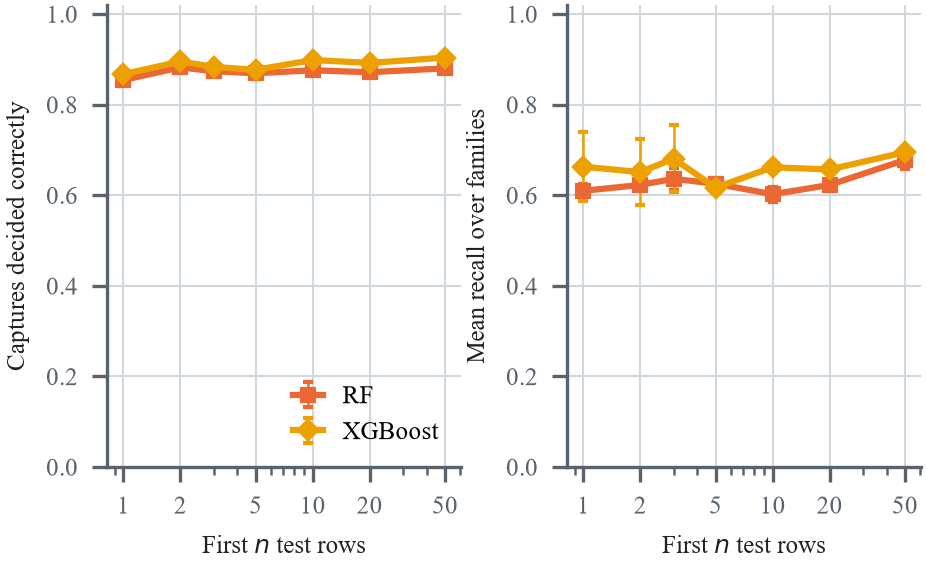 Captures decided correctly
1.0
0.8
0.6
0.4
0.2
0.0
RF
XGBoost
1 2 5 10 20 50
First n test rows
Mean recall over families
1.0
0.8
0.6
0.4
0.2
0.0
1 2 5 10 20 50
First n test rows